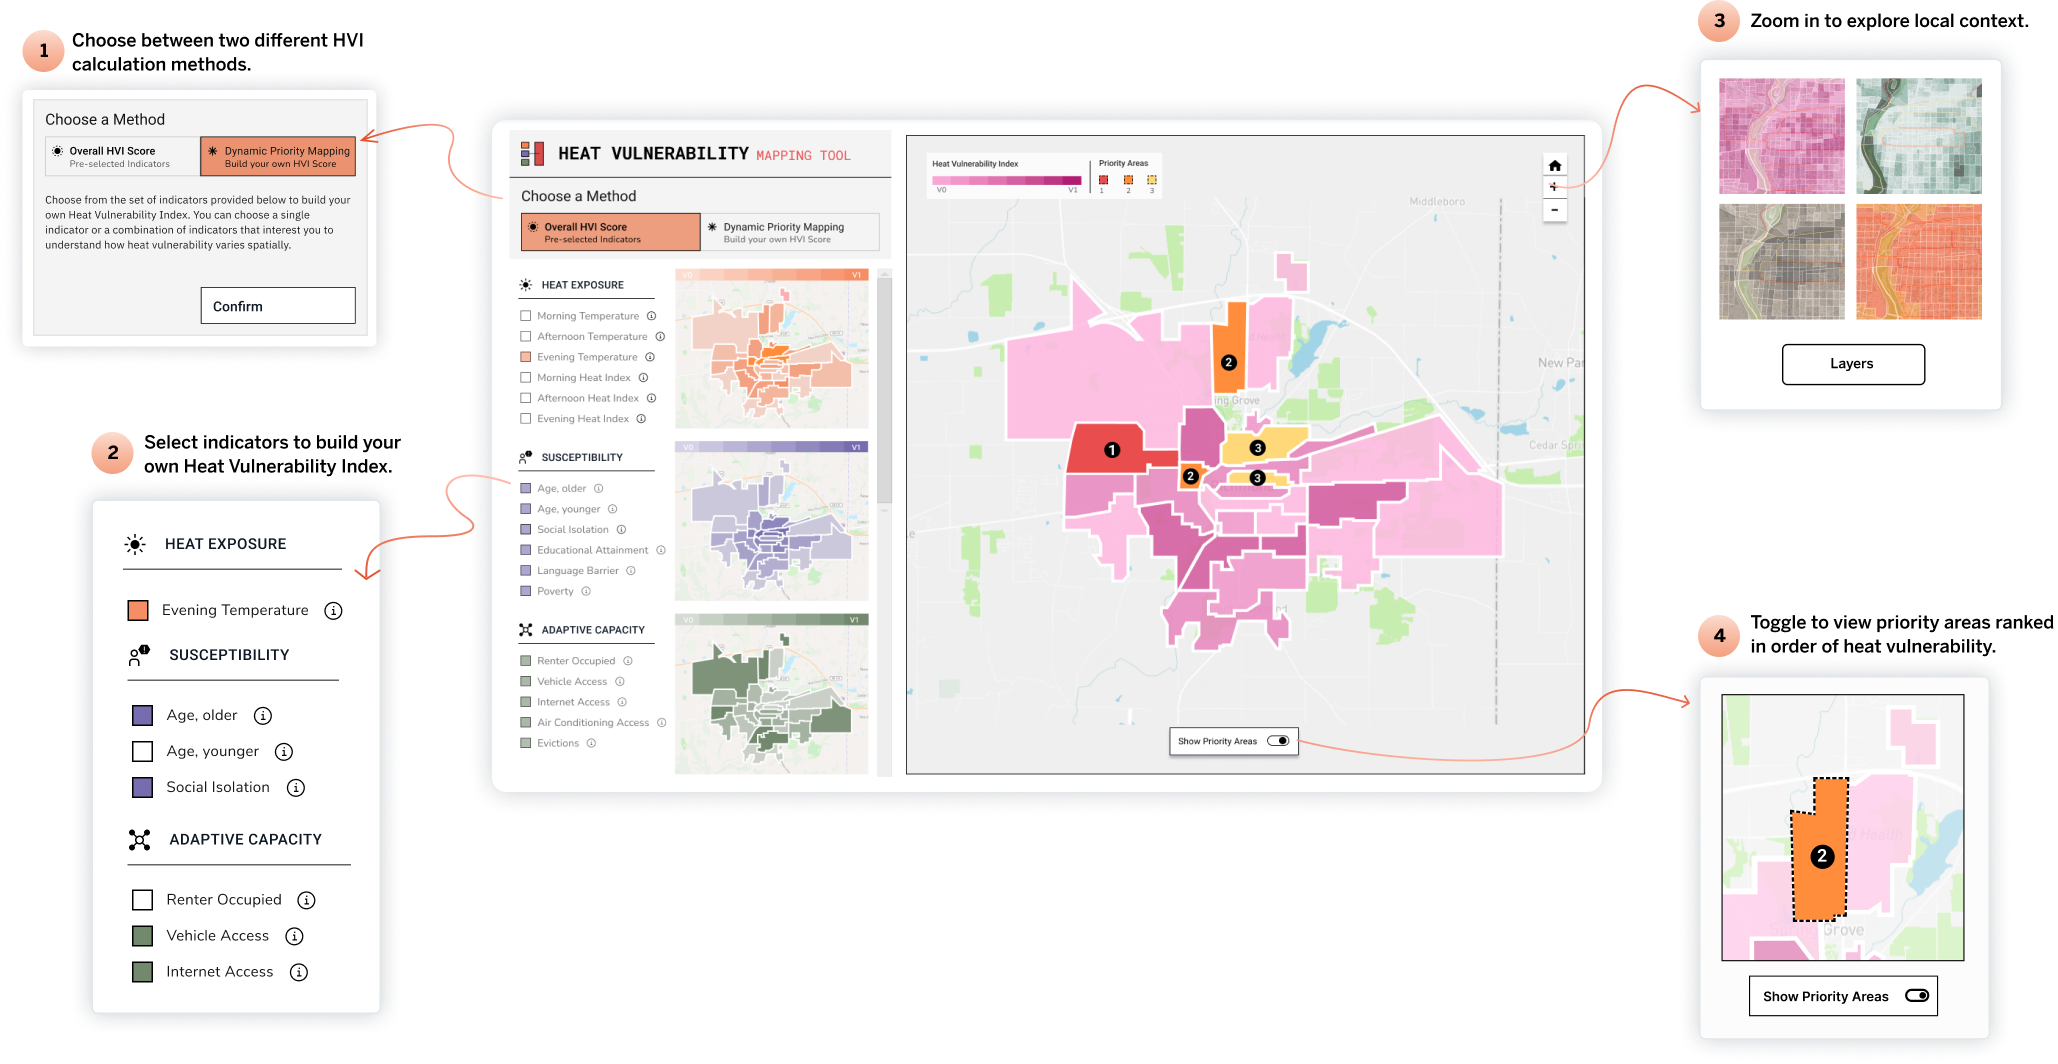 1
Choose between two different HVI
calculation methods.
Choose a Method
Overall HVI Score
Pre-selected Indicators
Dynamic Priority Mapping
Build your own HVI Score
Choose from the set of indicators provided below to build your
own Heat Vulnerability Index. You can choose a single
indicator or a combination of indicators that interest you to
understand how heat vulnerability varies spatially.
Confirm
2
Select indicators to build your
own Heat Vulnerability Index.
HEAT EXPOSURE
Evening Temperature
SUSCEPTIBILITY
Age, older
Age, younger
Social Isolation
ADAPTIVE CAPACITY
Renter Occupied
Vehicle Access
Internet Access
HEAT VULNERABILITY MAPPING TOOL
Choose a Method
Overall HVI Score
Pre-selected Indicators
Dynamic Priority Mapping
Build your own HVI Score
HEAT EXPOSURE
Morning Temperature
Afternoon Temperature
Evening Temperature
Morning Heat Index
Afternoon Heat Index
Evening Heat Index
V0 V1
SUSCEPTIBILITY
Age, older
Age, younger
Social Isolation
Educational Attainment
Language Barrier
Poverty
V0 V1
ADAPTIVE CAPACITY
Renter Occupied
Vehicle Access
Internet Access
Air Conditioning Access
Evictions
V0 V1
Heat Vulnerability Index
V0 V1
Priority Areas
1 2 3
+
-
Middleboro
New Par
2
ing Grove
1
3
Cedar Spri
2
3
Show Priority Areas
3
Zoom in to explore local context.
Layers
4
Toggle to view priority areas ranked
in order of heat vulnerability.
2
Grove
Show Priority Areas